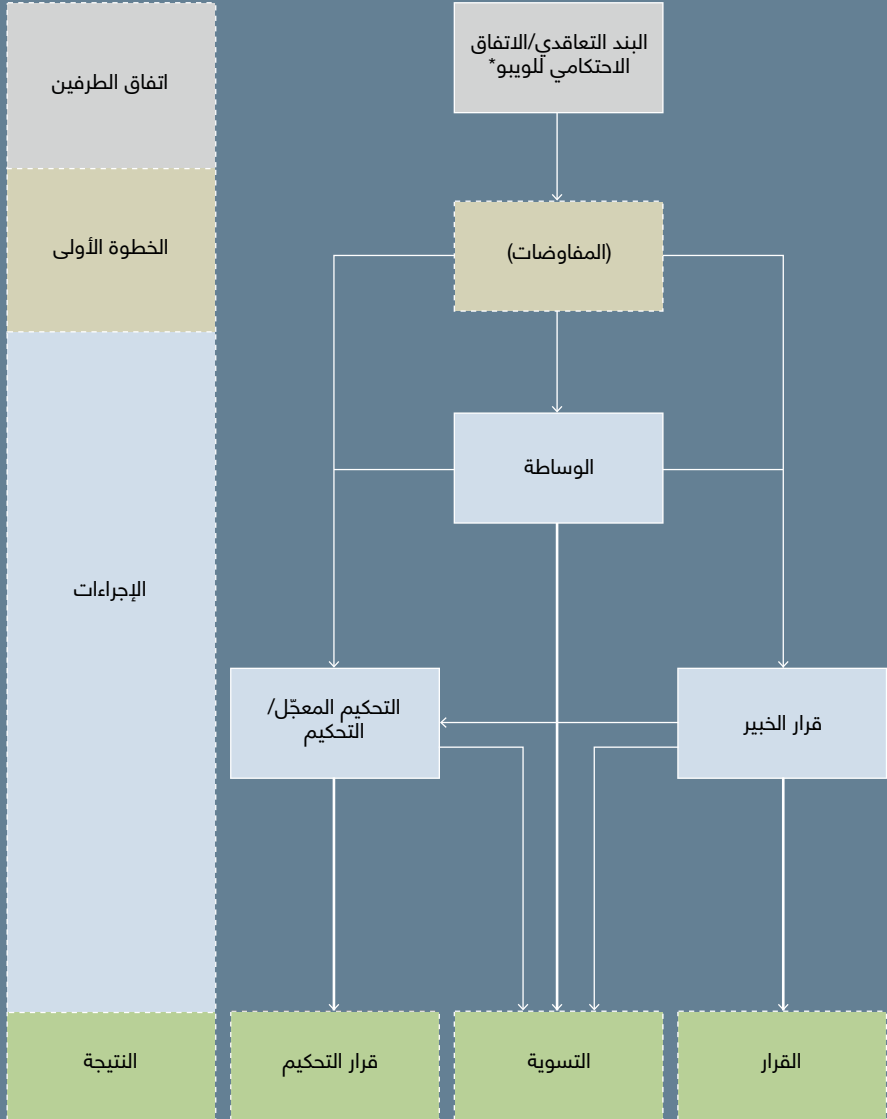 البند التعاقدي/الاتفاق
الاحتكامي للويبو*
اتفاق الطرفين
(المفاوضات)
الخطوة الأولى
الوساطة
الإجراءات
قرار الخبير
التحكيم المعجّل/
التحكيم
القرار
التسوية
قرار التحكيم
النتيجة